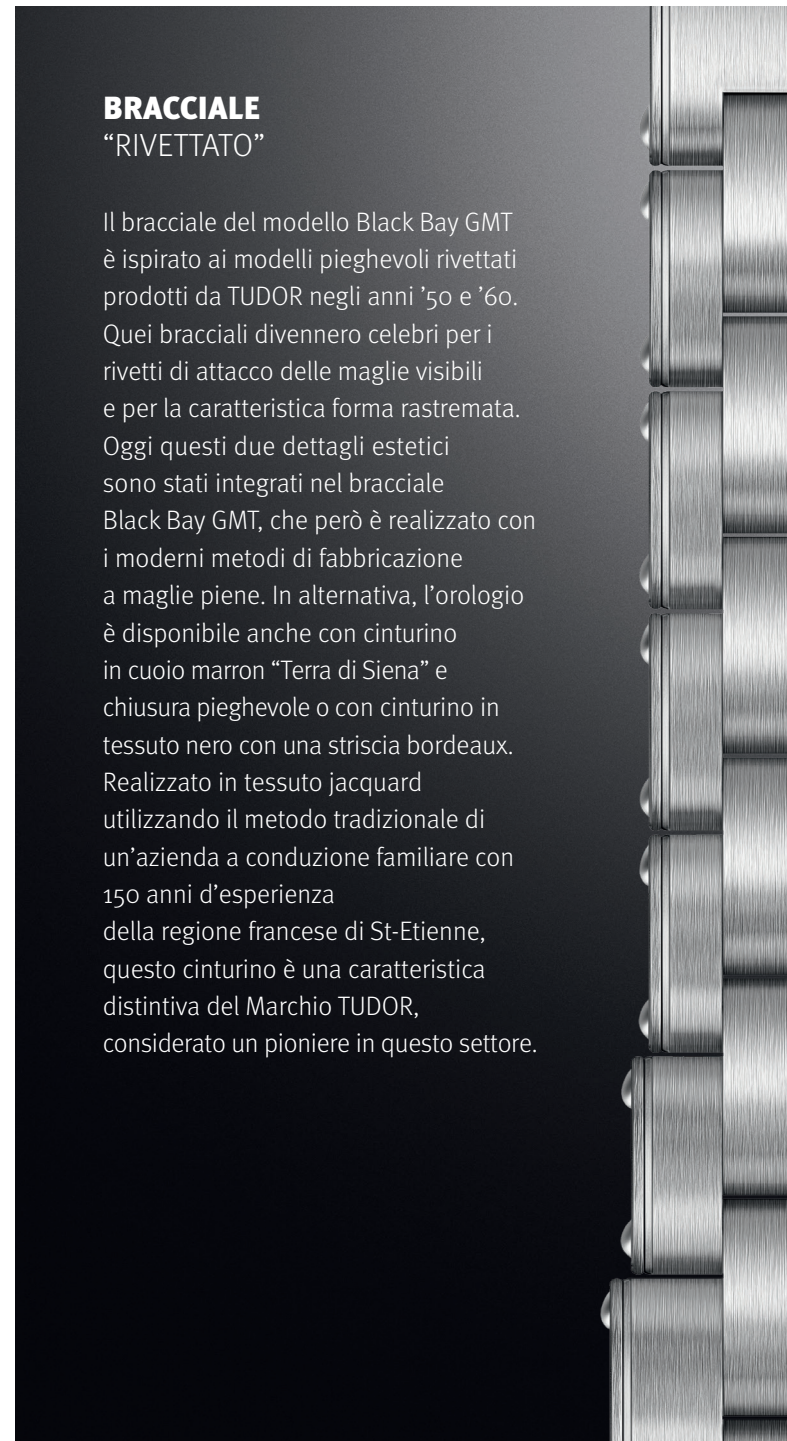 BRACCIALE
“RIVETTATO”
Il bracciale del modello Black Bay GMT
è ispirato ai modelli pieghevoli rivettati
prodotti da TUDOR negli anni ’50 e ’60.
Quei bracciali divennero celebri per i
rivetti di attacco delle maglie visibili
e per la caratteristica forma rastremata.
Oggi questi due dettagli estetici
sono stati integrati nel bracciale
Black Bay GMT, che però è realizzato con
i moderni metodi di fabbricazione
a maglie piene. In alternativa, l’orologio
è disponibile anche con cinturino
in cuoio marron “Terra di Siena” e
chiusura pieghevole o con cinturino in
tessuto nero con una striscia bordeaux.
Realizzato in tessuto jacquard
utilizzando il metodo tradizionale di
un’azienda a conduzione familiare con
150 anni d’esperienza
della regione francese di St-Etienne,
questo cinturino è una caratteristica
distintiva del Marchio TUDOR,
considerato un pioniere in questo settore.